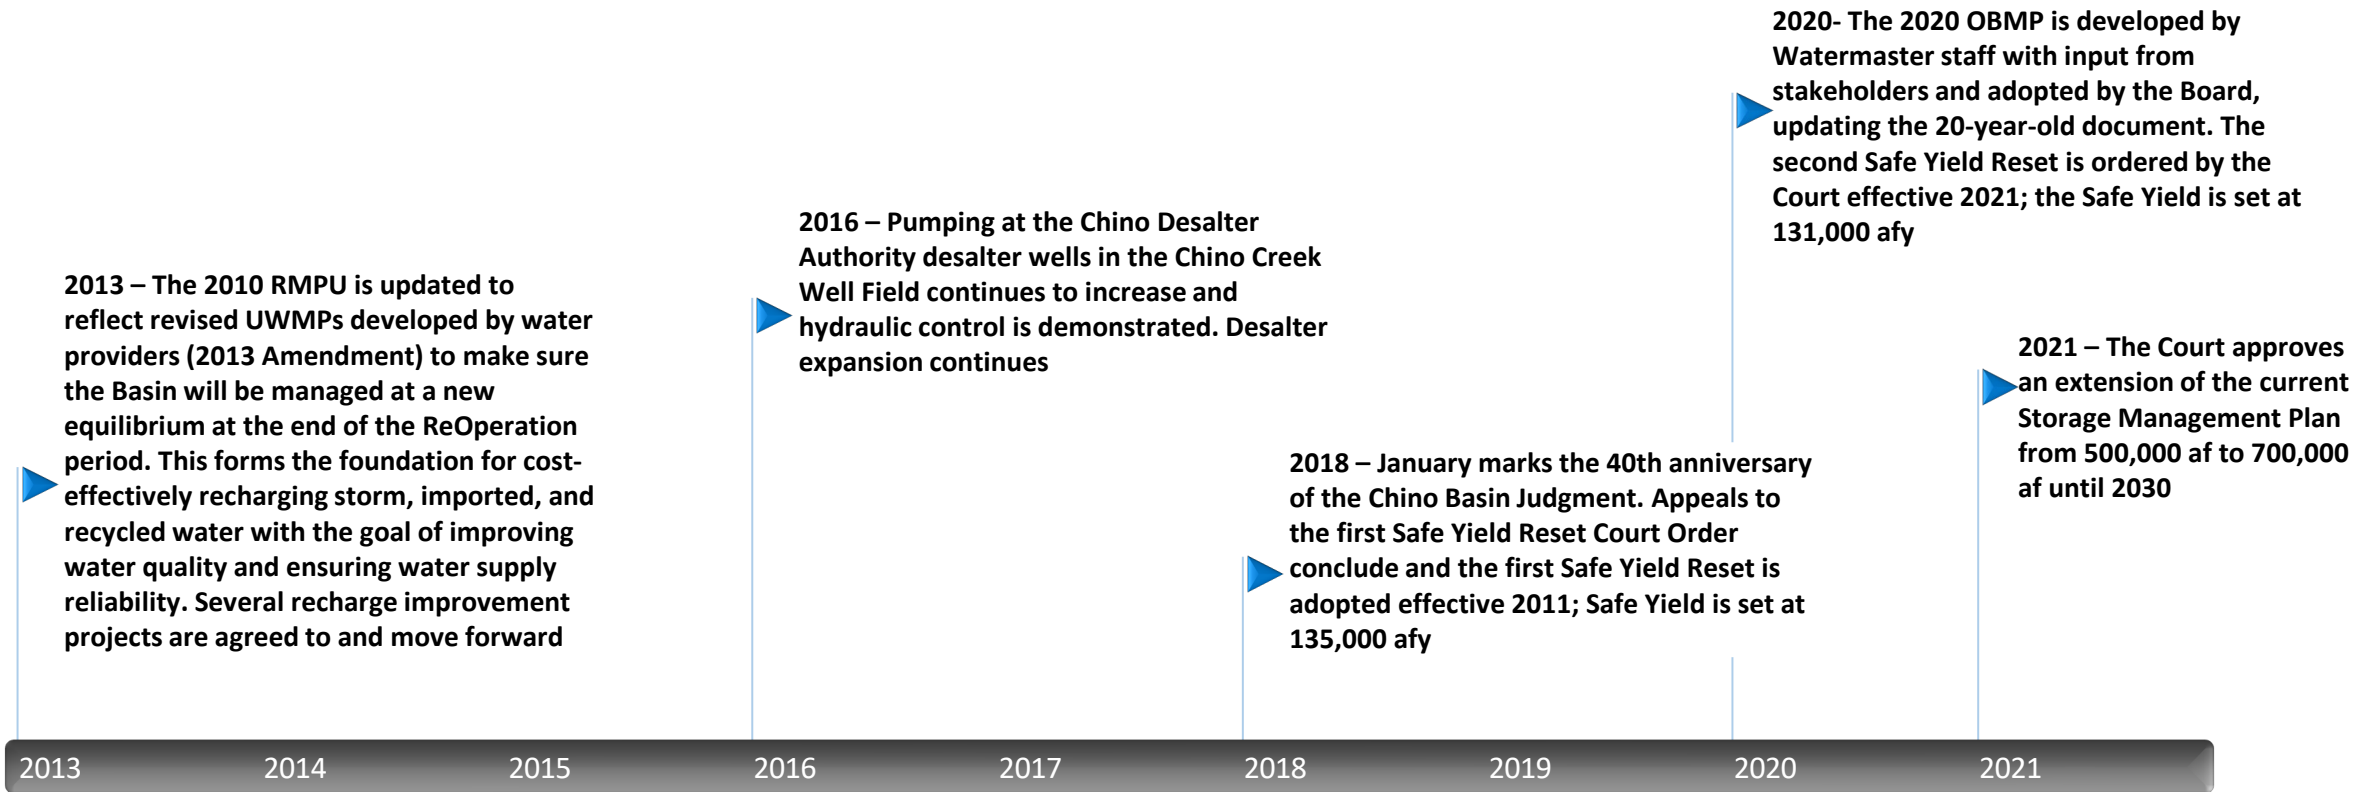 2013 – The 2010 RMPU is updated to
reflect revised UWMPs developed by water
providers (2013 Amendment) to make sure
the Basin will be managed at a new
equilibrium at the end of the ReOperation
period. This forms the foundation for cost-
effectively recharging storm, imported, and
recycled water with the goal of improving
water quality and ensuring water supply
reliability. Several recharge improvement
projects are agreed to and move forward
2016 – Pumping at the Chino Desalter
Authority desalter wells in the Chino Creek
Well Field continues to increase and
hydraulic control is demonstrated. Desalter
expansion continues
2018 – January marks the 40th anniversary
of the Chino Basin Judgment. Appeals to
the first Safe Yield Reset Court Order
conclude and the first Safe Yield Reset is
adopted effective 2011; Safe Yield is set at
135,000 afy
2020- The 2020 OBMP is developed by
Watermaster staff with input from
stakeholders and adopted by the Board,
updating the 20-year-old document. The
second Safe Yield Reset is ordered by the
Court effective 2021; the Safe Yield is set at
131,000 afy
2021 – The Court approves
an extension of the current
Storage Management Plan
from 500,000 af to 700,000
af until 2030
2013 2014 2015 2016 2017 2018 2019 2020 2021